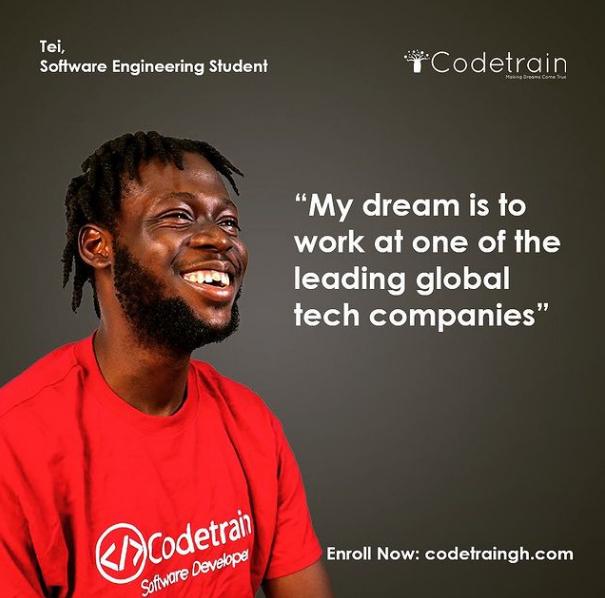 Tei,
Software Engineering Student
Codetrain
Making Dreams Come True
“My dream is to
work at one of the
leading global
tech companies”
</>Codetrain
Software Developer
Enroll Now: codetraingh.com